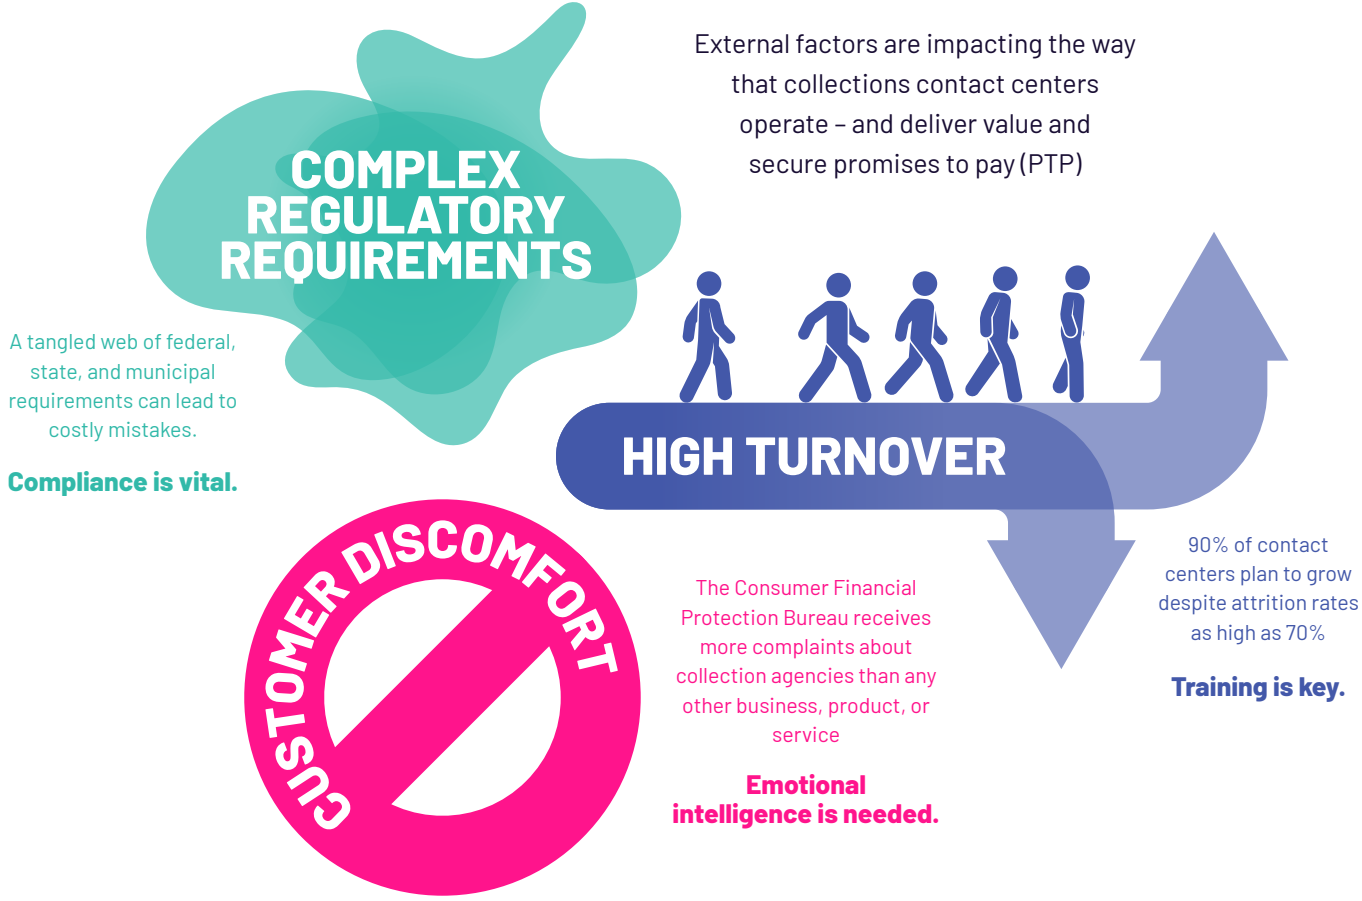 External factors are impacting the way
that collections contact centers
operate – and deliver value and
secure promises to pay (PTP)
COMPLEX
REGULATORY
REQUIREMENTS
A tangled web of federal,
state, and municipal
requirements can lead to
costly mistakes.
Compliance is vital.
HIGH TURNOVER
90% of contact
centers plan to grow
despite attrition rates
as high as 70%
Training is key.
CUSTOMER DISCOMFORT
The Consumer Financial
Protection Bureau receives
more complaints about
collection agencies than any
other business, product, or
service
Emotional
intelligence is needed.